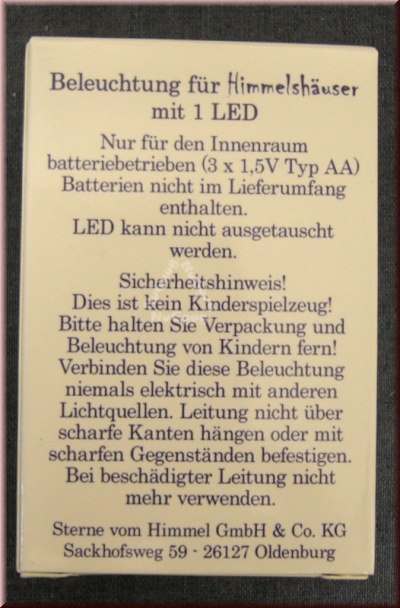 Beleuchtung für Himmelshäuser
mit 1 LED
Nur für den Innenraum
batteriebetrieben (3 x 1,5V Typ AA)
Batterien nicht im Lieferumfang
enthalten.
LED kann nicht ausgetauscht
werden.
Sicherheitshinweis!
Dies ist kein Kinderspielzeug!
Bitte halten Sie Verpackung und
Beleuchtung von Kindern fern!
Verbinden Sie diese Beleuchtung
niemals elektrisch mit anderen
Lichtquellen. Leitung nicht über
scharfe Kanten hängen oder mit
scharfen Gegenständen befestigen.
Bei beschädigter Leitung nicht
mehr verwenden.
Sterne vom Himmel GmbH & Co. KG
Sackhofsweg 59 - 26127 Oldenburg